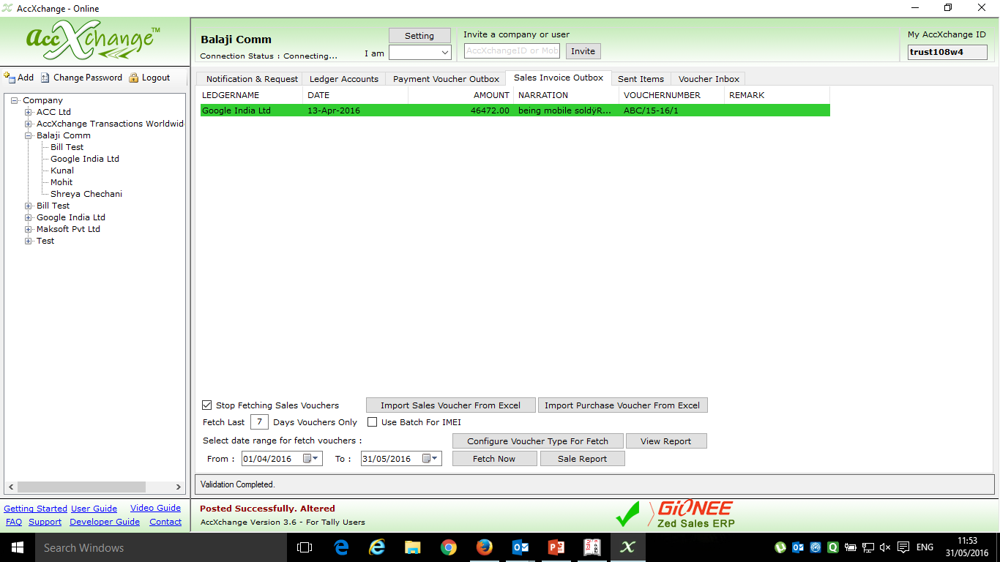 AccXchange - Online
accXchange™
Add Change Password Logout
Company
ACC Ltd
AccXchange Transactions Worldwid
Balaji Comm
Bill Test
Google India Ltd
Kunal
Mohit
Shreya Chechani
Bill Test
Google India Ltd
Maksoft Pvt Ltd
Test
Getting Started User Guide Video Guide
FAQ Support Developer Guide Contact
Balaji Comm
Connection Status : Connecting...
I am
Setting
Invite a company or user
AccXchangeID or Mob
Invite
My AccXchange ID
trust108w4
Notification & Request Ledger Accounts Payment Voucher Outbox Sales Invoice Outbox Sent Items Voucher Inbox
LEDGERNAME DATE AMOUNT NARRATION VOUCHERNUMBER REMARK
Google India Ltd 13-Apr-2016 46472.00 being mobile soldÿR... ABC/15-16/1
Stop Fetching Sales Vouchers Import Sales Voucher From Excel Import Purchase Voucher From Excel
Fetch Last 7 Days Vouchers Only Use Batch For IMEI
Select date range for fetch vouchers : Configure Voucher Type For Fetch View Report
From : 01/04/2016 To : 31/05/2016 Fetch Now Sale Report
Validation Completed.
Posted Successfully. Altered
AccXchange Version 3.6 - For Tally Users
GIONEE
Zed Sales ERP
Search Windows
ENG
11:53
31/05/2016